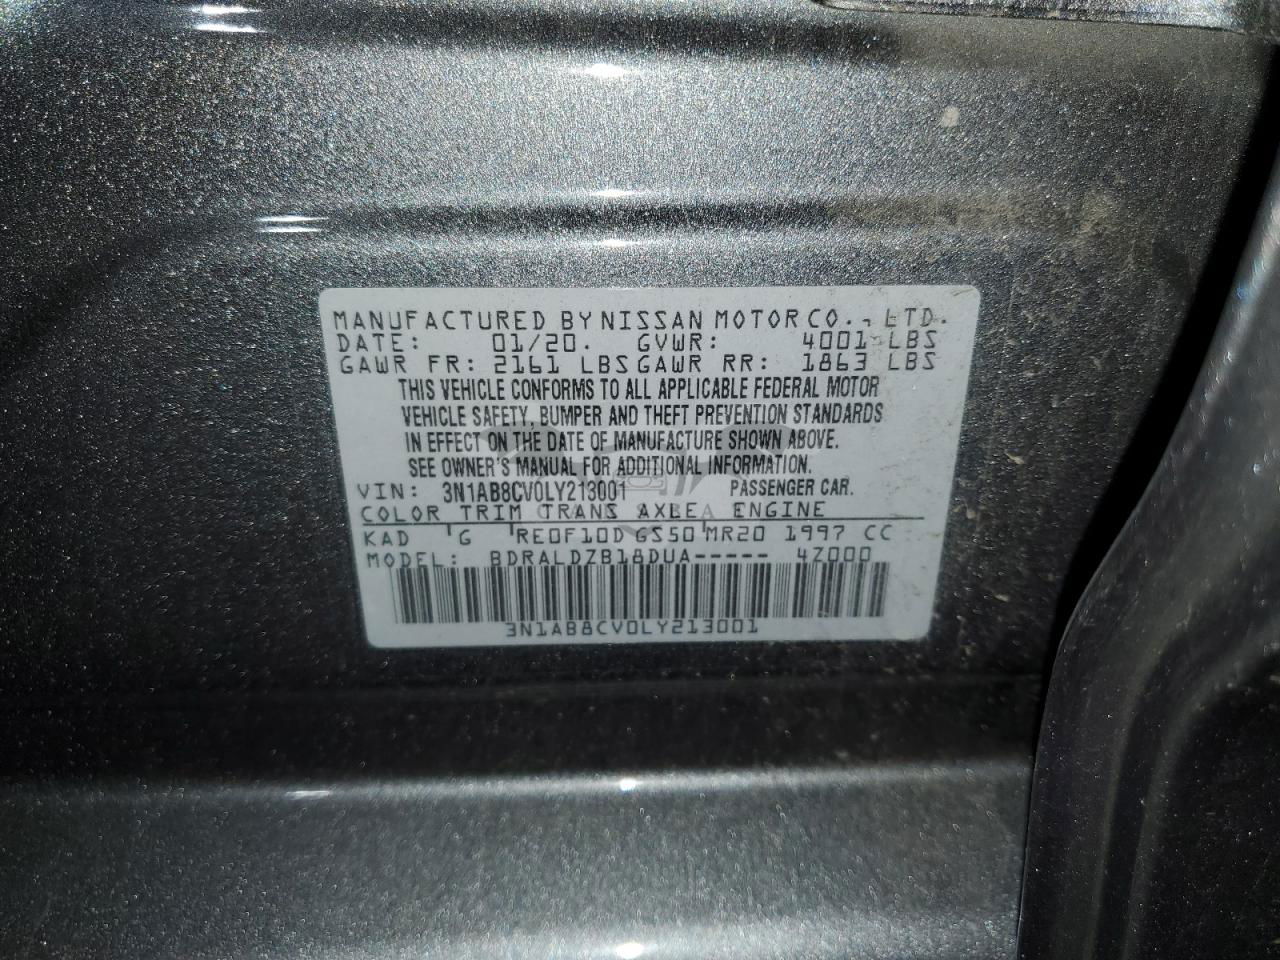 MANUFACTURED BY NISSAN MOTOR CO., LTD.
DATE: 01/20. GVWR: 4001 LBS
GAWR FR: 2161 LBS GAWR RR: 1863 LBS
THIS VEHICLE CONFORMS TO ALL APPLICABLE FEDERAL MOTOR
VEHICLE SAFETY, BUMPER AND THEFT PREVENTION STANDARDS
IN EFFECT ON THE DATE OF MANUFACTURE SHOWN ABOVE.
SEE OWNER'S MANUAL FOR ADDITIONAL INFORMATION.
VIN: 3N1AB8CV0LY213001 PASSENGER CAR.
COLOR TRIM TRANS AXLE ENGINE
KAD G RE0F10D GS50 MR20 1997 CC
MODEL: BDRALDZB18DUA----- 4Z000
3N1AB8CV0LY213001